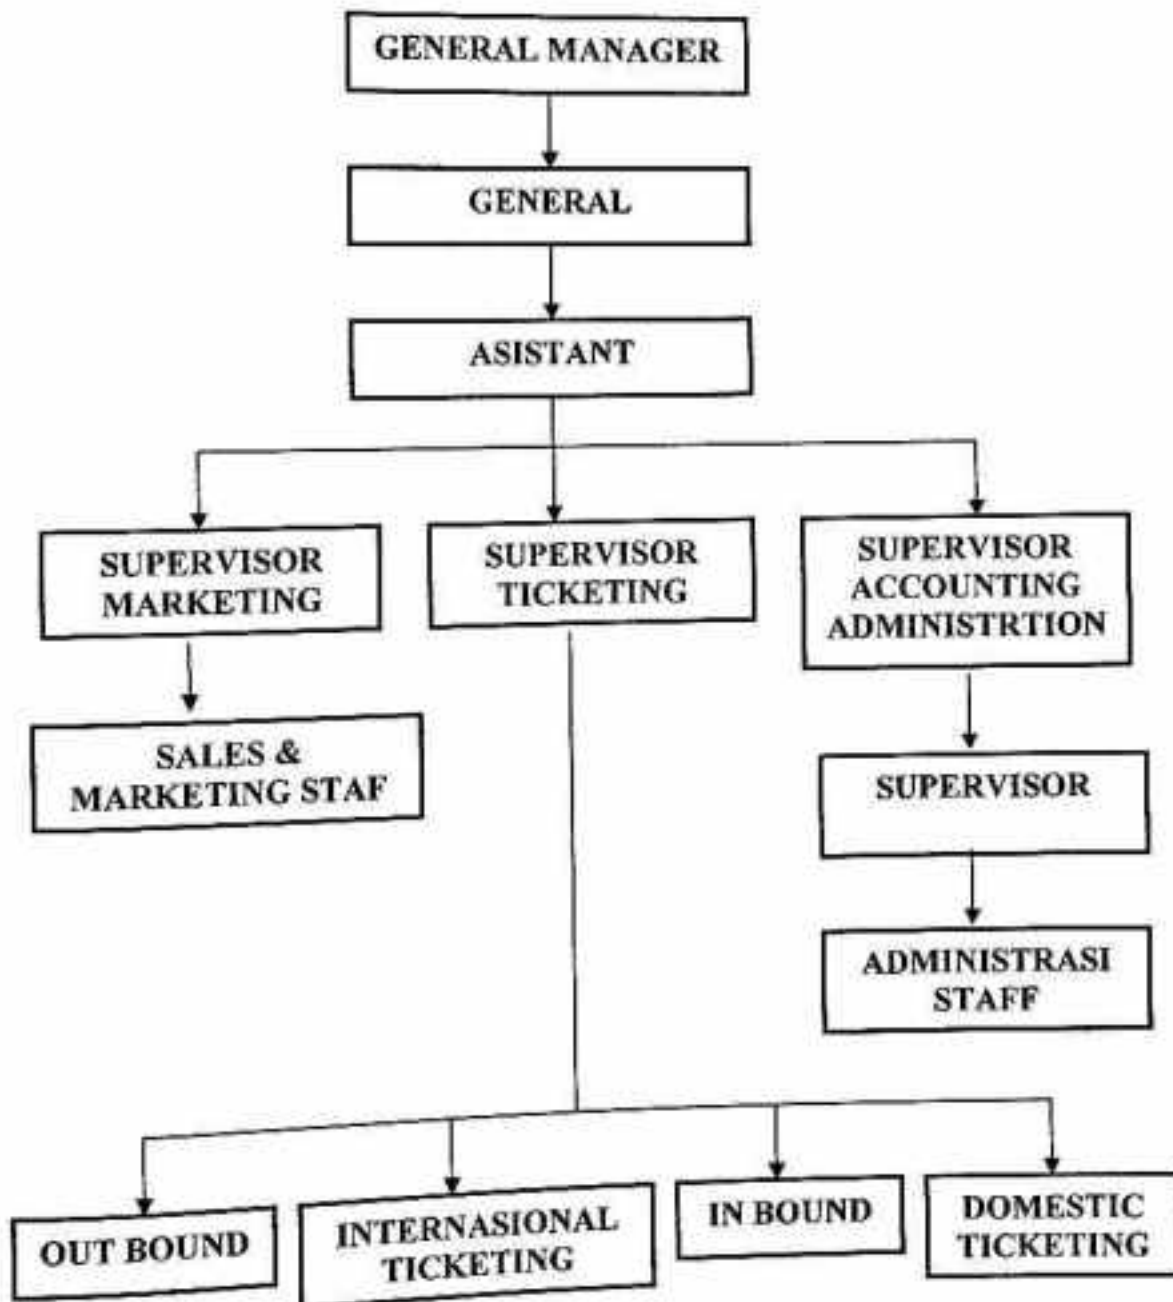 GENERAL MANAGER
GENERAL
ASISTANT
SUPERVISOR
MARKETING
SUPERVISOR
TICKETING
SUPERVISOR
ACCOUNTING
ADMINISTRTION
SALES &
MARKETING STAF
SUPERVISOR
ADMINISTRASI
STAFF
OUT BOUND
INTERNASIONAL
TICKETING
IN BOUND
DOMESTIC
TICKETING